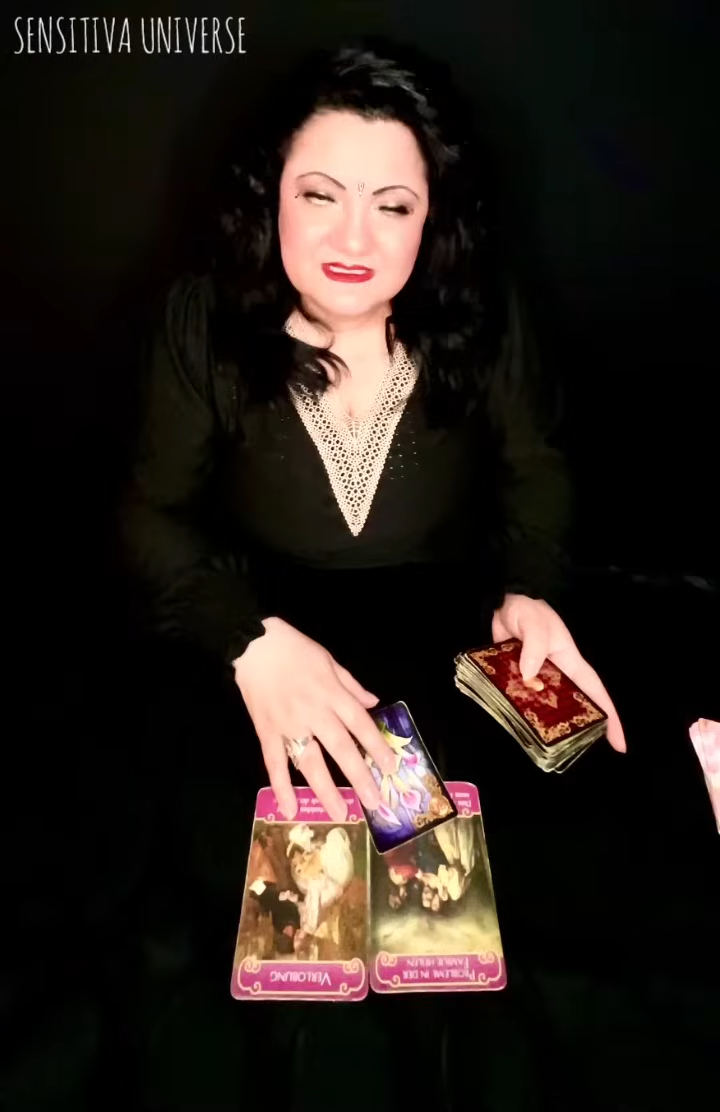 SENSITIVA UNIVERSE
VERLOBUNG
PROBLEME IN DER
FAMILIE HEILEN